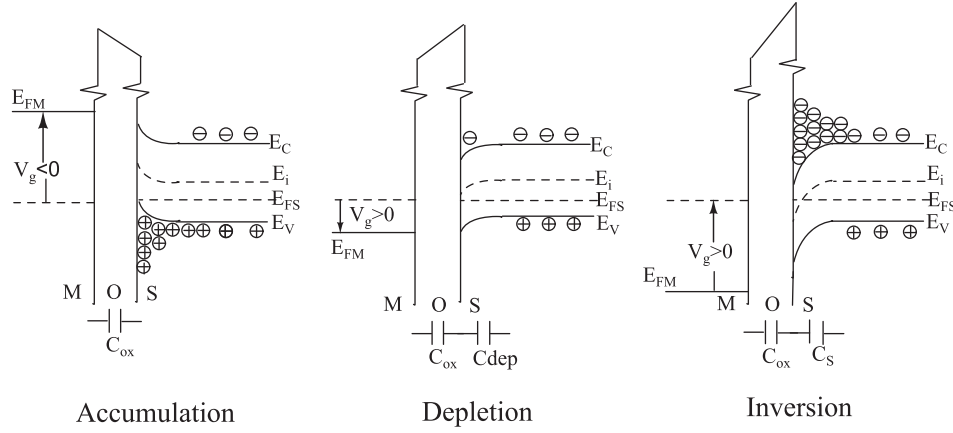 E_FM
V_g<0
E_C
E_i
E_FS
E_V
M O S
C_ox
Accumulation
E_C
E_i
E_FS
V_g>0
E_V
E_FM
M O S
C_ox Cdep
Depletion
E_C
E_i
E_FS
V_g>0
E_V
E_FM
M O S
C_ox C_S
Inversion